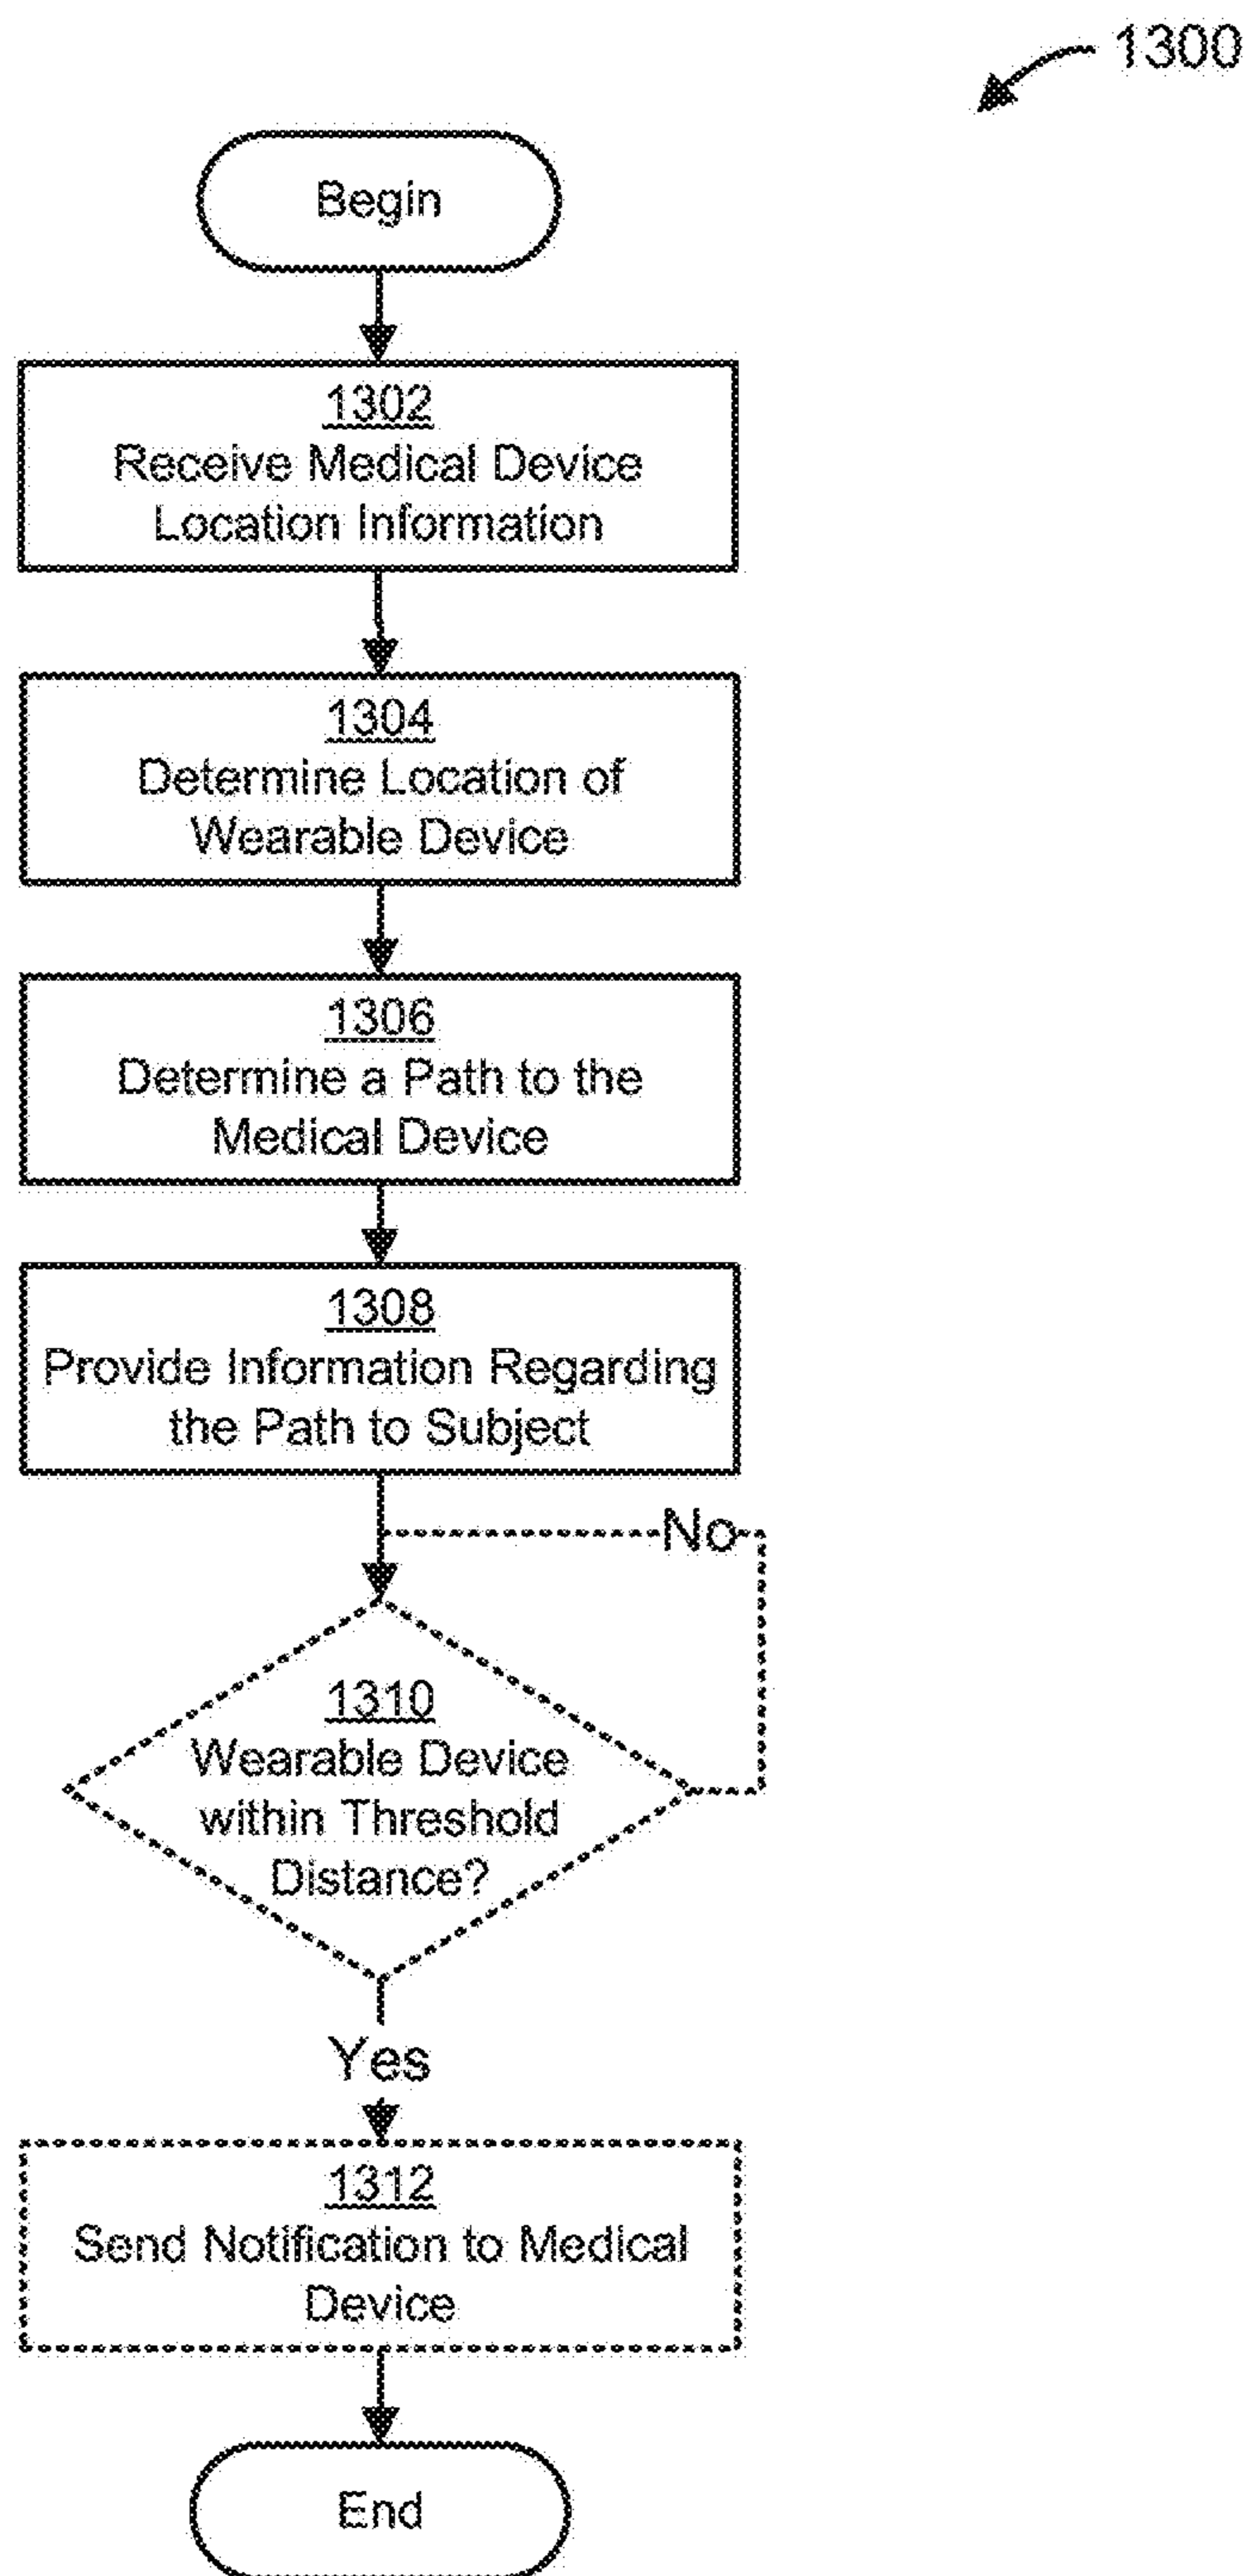 1300
Begin
1302
Receive Medical Device
Location Information
1304
Determine Location of
Wearable Device
1306
Determine a Path to the
Medical Device
1308
Provide Information Regarding
the Path to Subject
No
1310
Wearable Device
within Threshold
Distance?
Yes
1312
Send Notification to Medical
Device
End